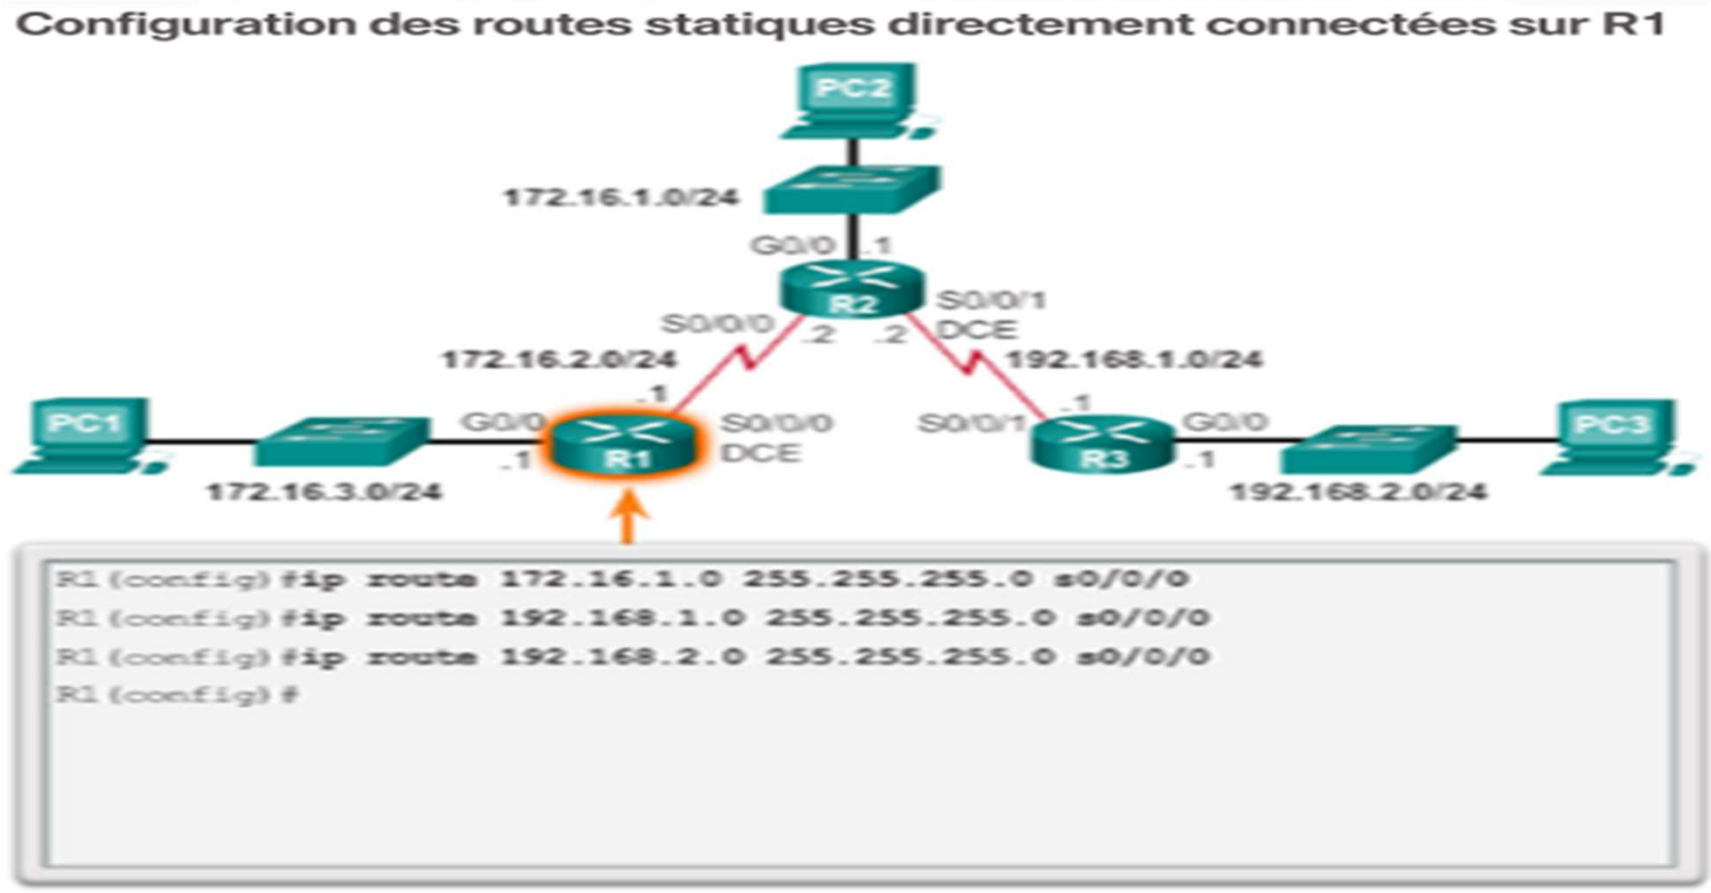 Configuration des routes statiques directement connectées sur R1
PC2
172.16.1.0/24
G0/0 .1
R2
S0/0/1
DCE
S0/0/0
.2 .2
172.16.2.0/24
192.168.1.0/24
.1
.1
PC1
G0/0
S0/0/0
DCE
S0/0/1
G0/0
PC3
.1
R1
R3
.1
172.16.3.0/24
192.168.2.0/24
R1(config)#ip route 172.16.1.0 255.255.255.0 s0/0/0
R1(config)#ip route 192.168.1.0 255.255.255.0 s0/0/0
R1(config)#ip route 192.168.2.0 255.255.255.0 s0/0/0
R1(config)#